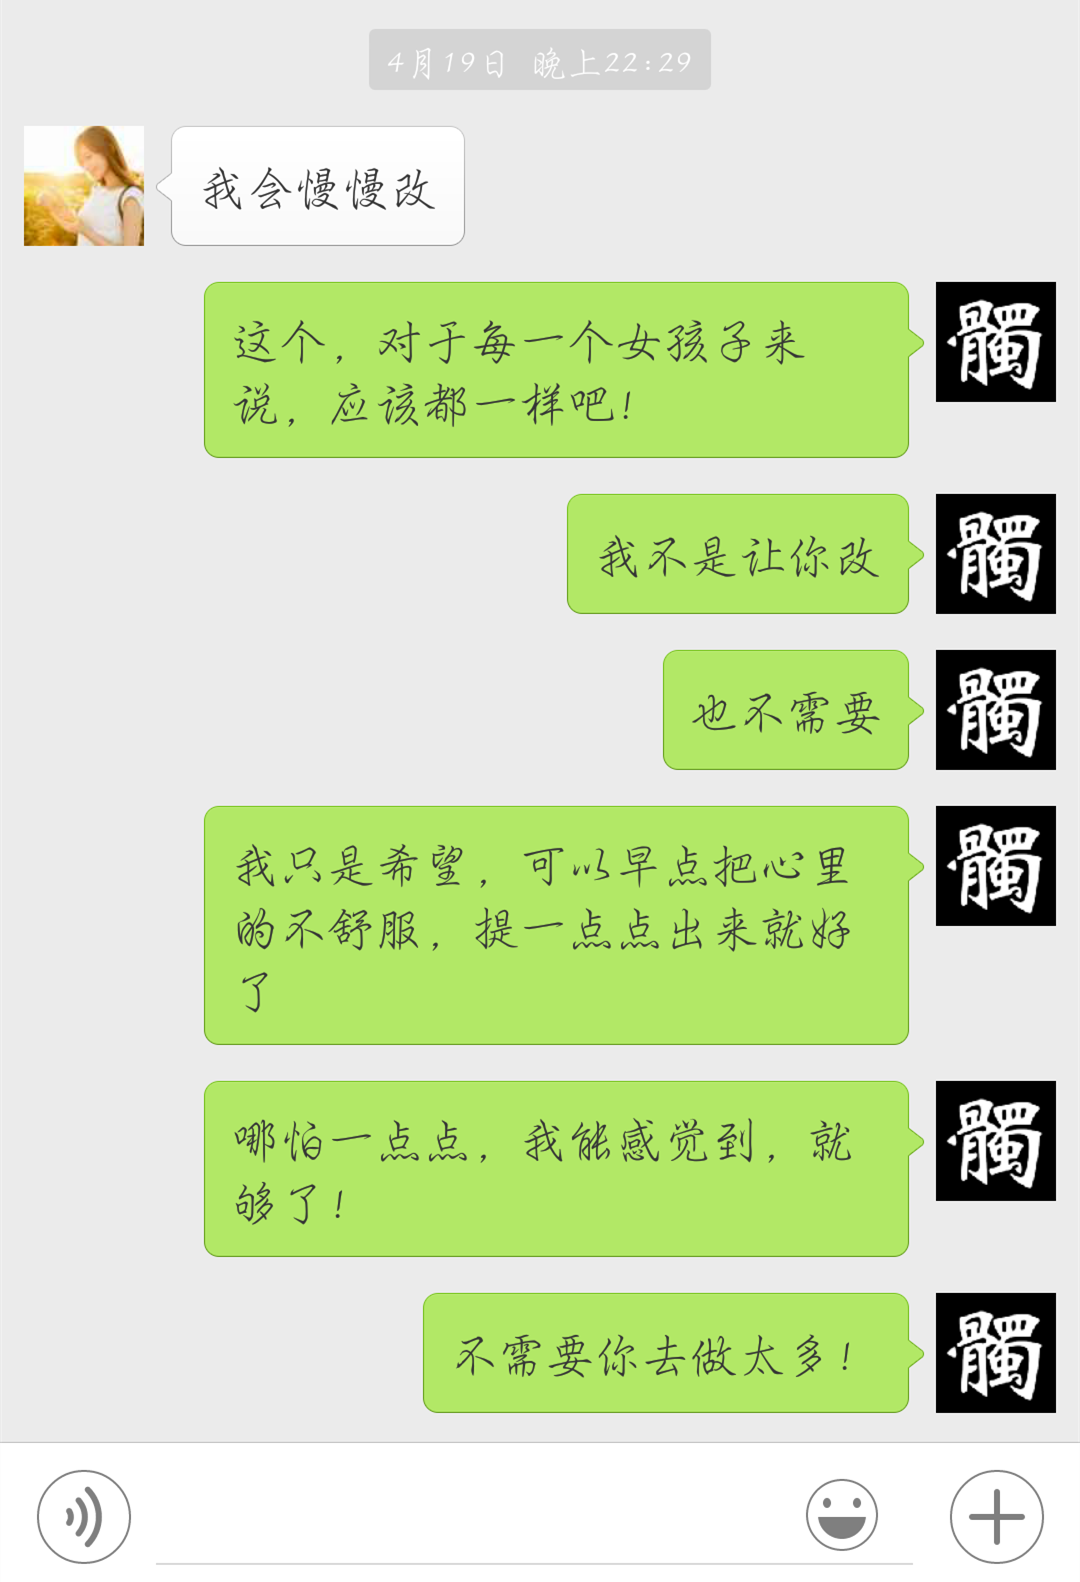 4月19日 晚上22:29
我会慢慢改
这个，对于每一个女孩子来
说，应该都一样吧！
髑
我不是让你改
髑
也不需要
髑
我只是希望，可以早点把心里
的不舒服，提一点点出来就好
了
髑
哪怕一点点，我能感觉到，就
够了！
髑
不需要你去做太多！
髑